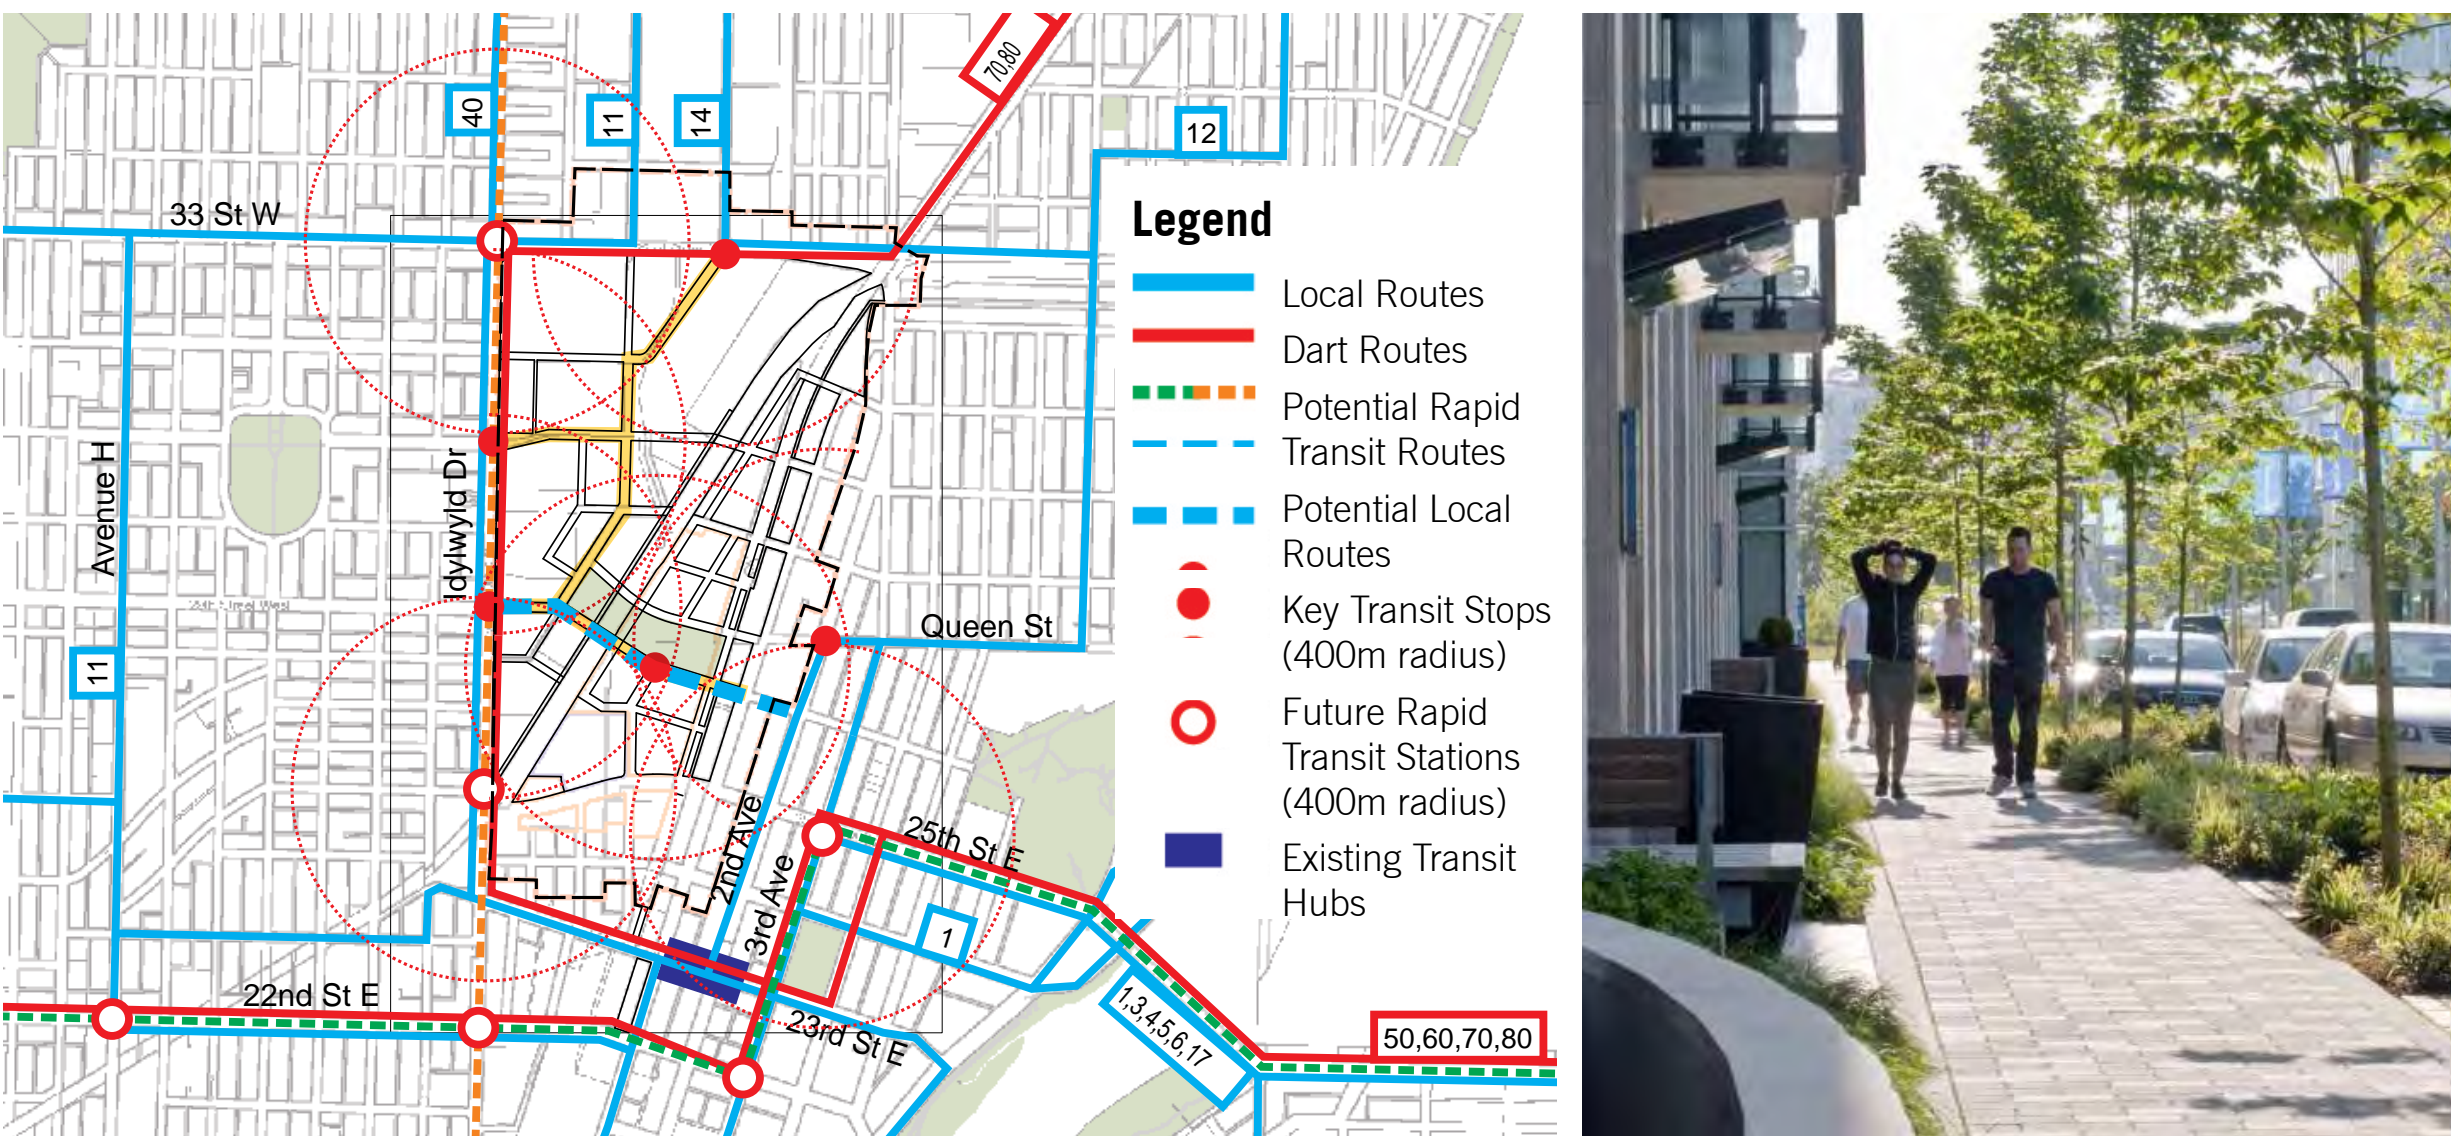 70,80
40
11
14
12
33 St W
Legend
Local Routes
Dart Routes
Potential Rapid
Transit Routes
Potential Local
Routes
Key Transit Stops
(400m radius)
Future Rapid
Transit Stations
(400m radius)
Existing Transit
Hubs
Avenue H
Idylwyld Dr
Queen St
11
2nd Ave
3rd Ave
25th St E
1
22nd St E
23rd St E
1,3,4,5,6,17
50,60,70,80